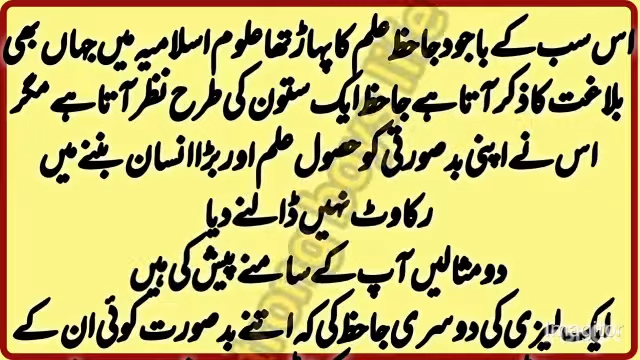 اس سب کے باجود جاحظ علم کا پہاڑ تھا علوم اسلامیہ میں جہاں بھی
بلاغت کا ذکر آتا ہے جاحظ ایک ستون کی طرح نظر آتا ہے مگر
اس نے اپنی بدصورتی کو حصول علم اور بڑا انسان بننے میں
رکاوٹ نہیں ڈالنے دیا
دو مثالیں آپ کے سامنے پیش کی ہیں
ایک لیزی کی دوسری جاحظ کی کہ اتنے بدصورت کوئی ان کے